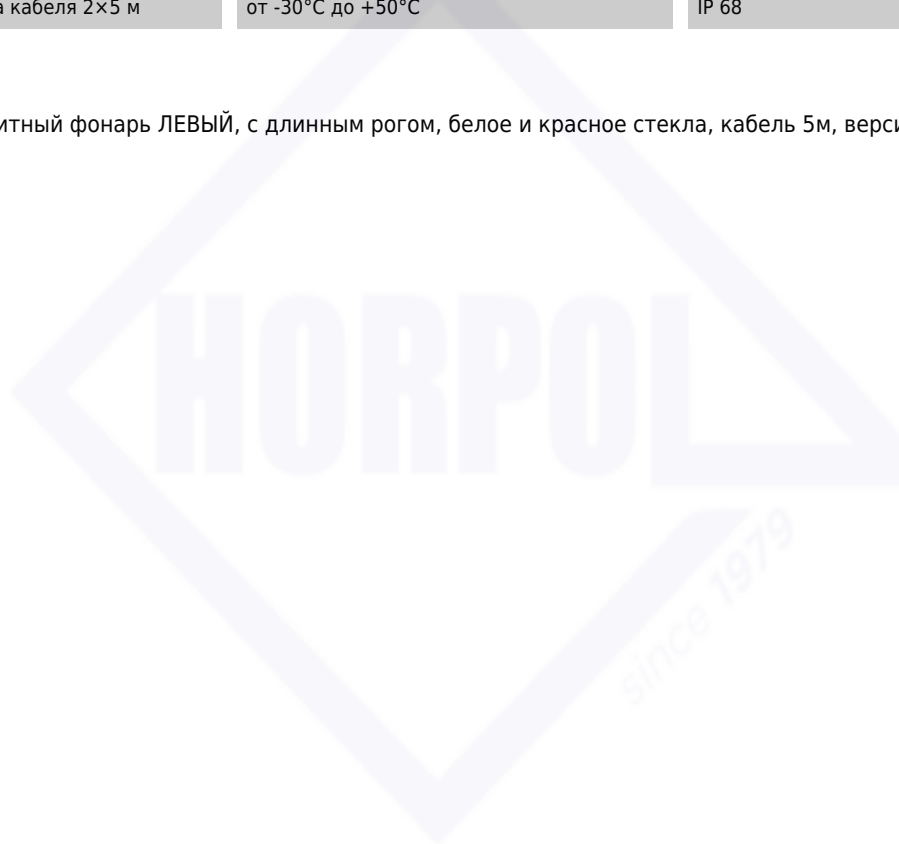 а кабеля 2×5 м
от -30°C до +50°C
IP 68
итный фонарь ЛЕВЫЙ, с длинным рогом, белое и красное стекла, кабель 5м, верси
HORPOL
since 1979